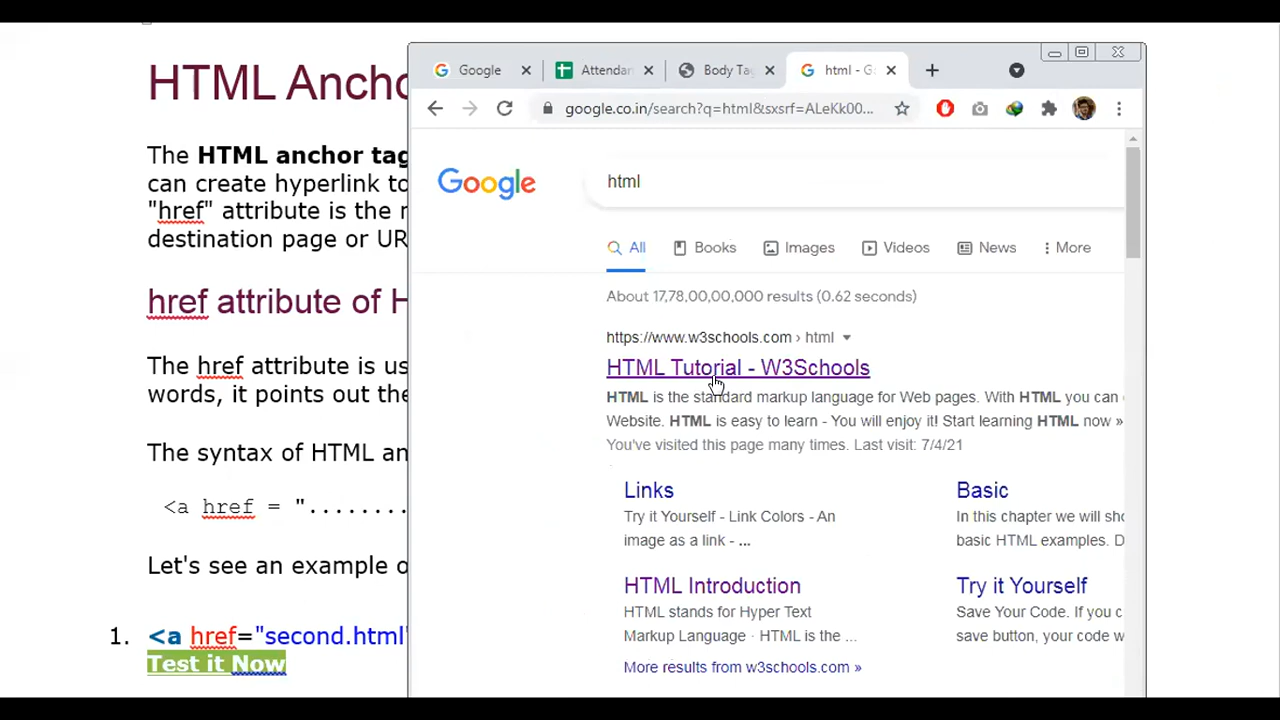 HTML Ancho
The HTML anchor tag
can create hyperlink to
"href" attribute is the
destination page or UR
href attribute of H
The href attribute is us
words, it points out the
The syntax of HTML an
<a href = "........
Let's see an example o
1. <a href="second.html"
Test it Now
Google
Attendan
Body Ta
html - G
google.co.in/search?q=html&sxsrf=ALeKk00...
Google
html
All
Books
Images
Videos
News
More
About 17,78,00,00,000 results (0.62 seconds)
https://www.w3schools.com › html
HTML Tutorial - W3Schools
HTML is the standard markup language for Web pages. With HTML you can
Website. HTML is easy to learn - You will enjoy it! Start learning HTML now »
You've visited this page many times. Last visit: 7/4/21
Links
Try it Yourself - Link Colors - An
image as a link - ...
Basic
In this chapter we will sho
basic HTML examples. D
HTML Introduction
HTML stands for Hyper Text
Markup Language · HTML is the ...
Try it Yourself
Save Your Code. If you c
save button, your code w
More results from w3schools.com »